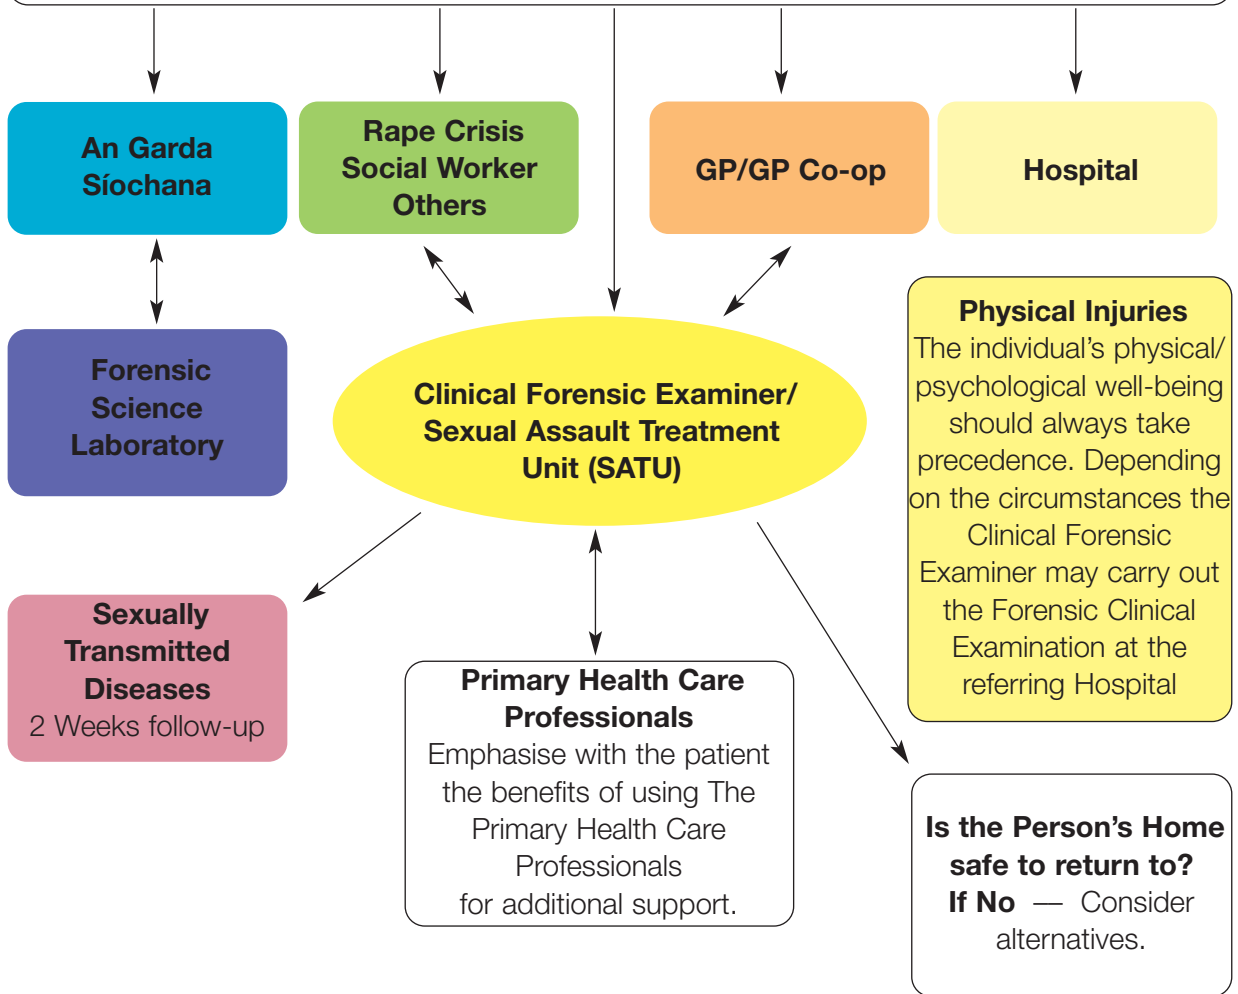 An Garda
Síochana
Rape Crisis
Social Worker
Others
GP/GP Co-op
Hospital
Forensic
Science
Laboratory
Clinical Forensic Examiner/
Sexual Assault Treatment
Unit (SATU)
Physical Injuries
The individual’s physical/
psychological well-being
should always take
precedence. Depending
on the circumstances the
Clinical Forensic
Examiner may carry out
the Forensic Clinical
Examination at the
referring Hospital
Sexually
Transmitted
Diseases
2 Weeks follow-up
Primary Health Care
Professionals
Emphasise with the patient
the benefits of using The
Primary Health Care
Professionals
for additional support.
Is the Person’s Home
safe to return to?
If No — Consider
alternatives.